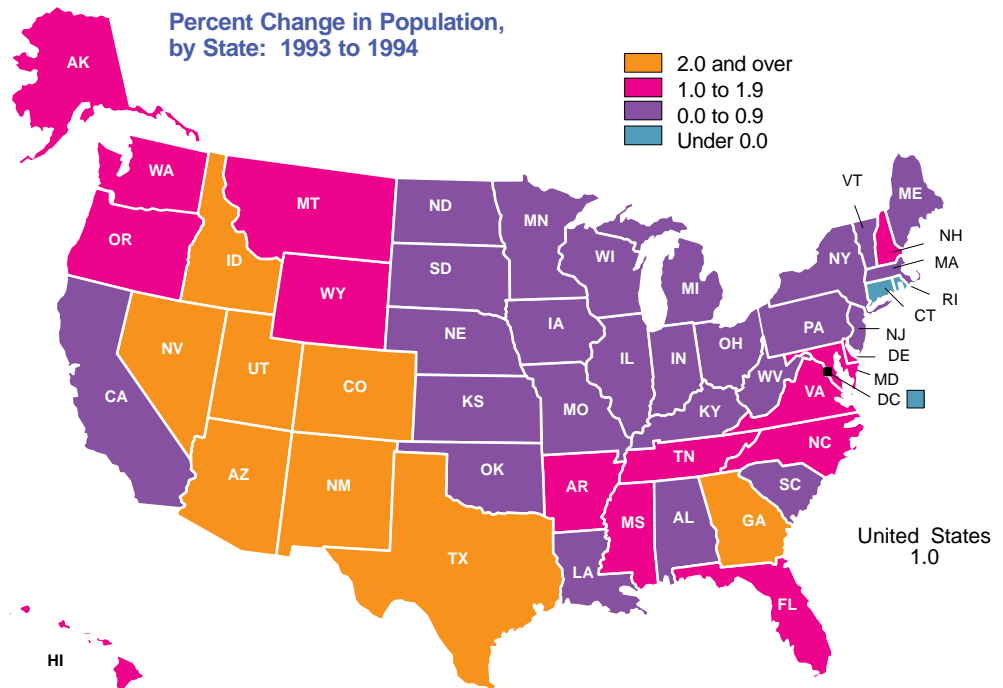 Percent Change in Population,
by State: 1993 to 1994
2.0 and over
1.0 to 1.9
0.0 to 0.9
Under 0.0
AK
WA
MT
ND
MN
VT
ME
OR
ID
SD
WI
MI
NY
NH
MA
RI
CT
WY
NE
IA
PA
NJ
NV
UT
CO
IL
IN
OH
DE
MD
DC
CA
KS
MO
WV
VA
KY
AZ
NM
OK
AR
TN
NC
SC
TX
LA
MS
AL
GA
FL
United States
1.0
HI